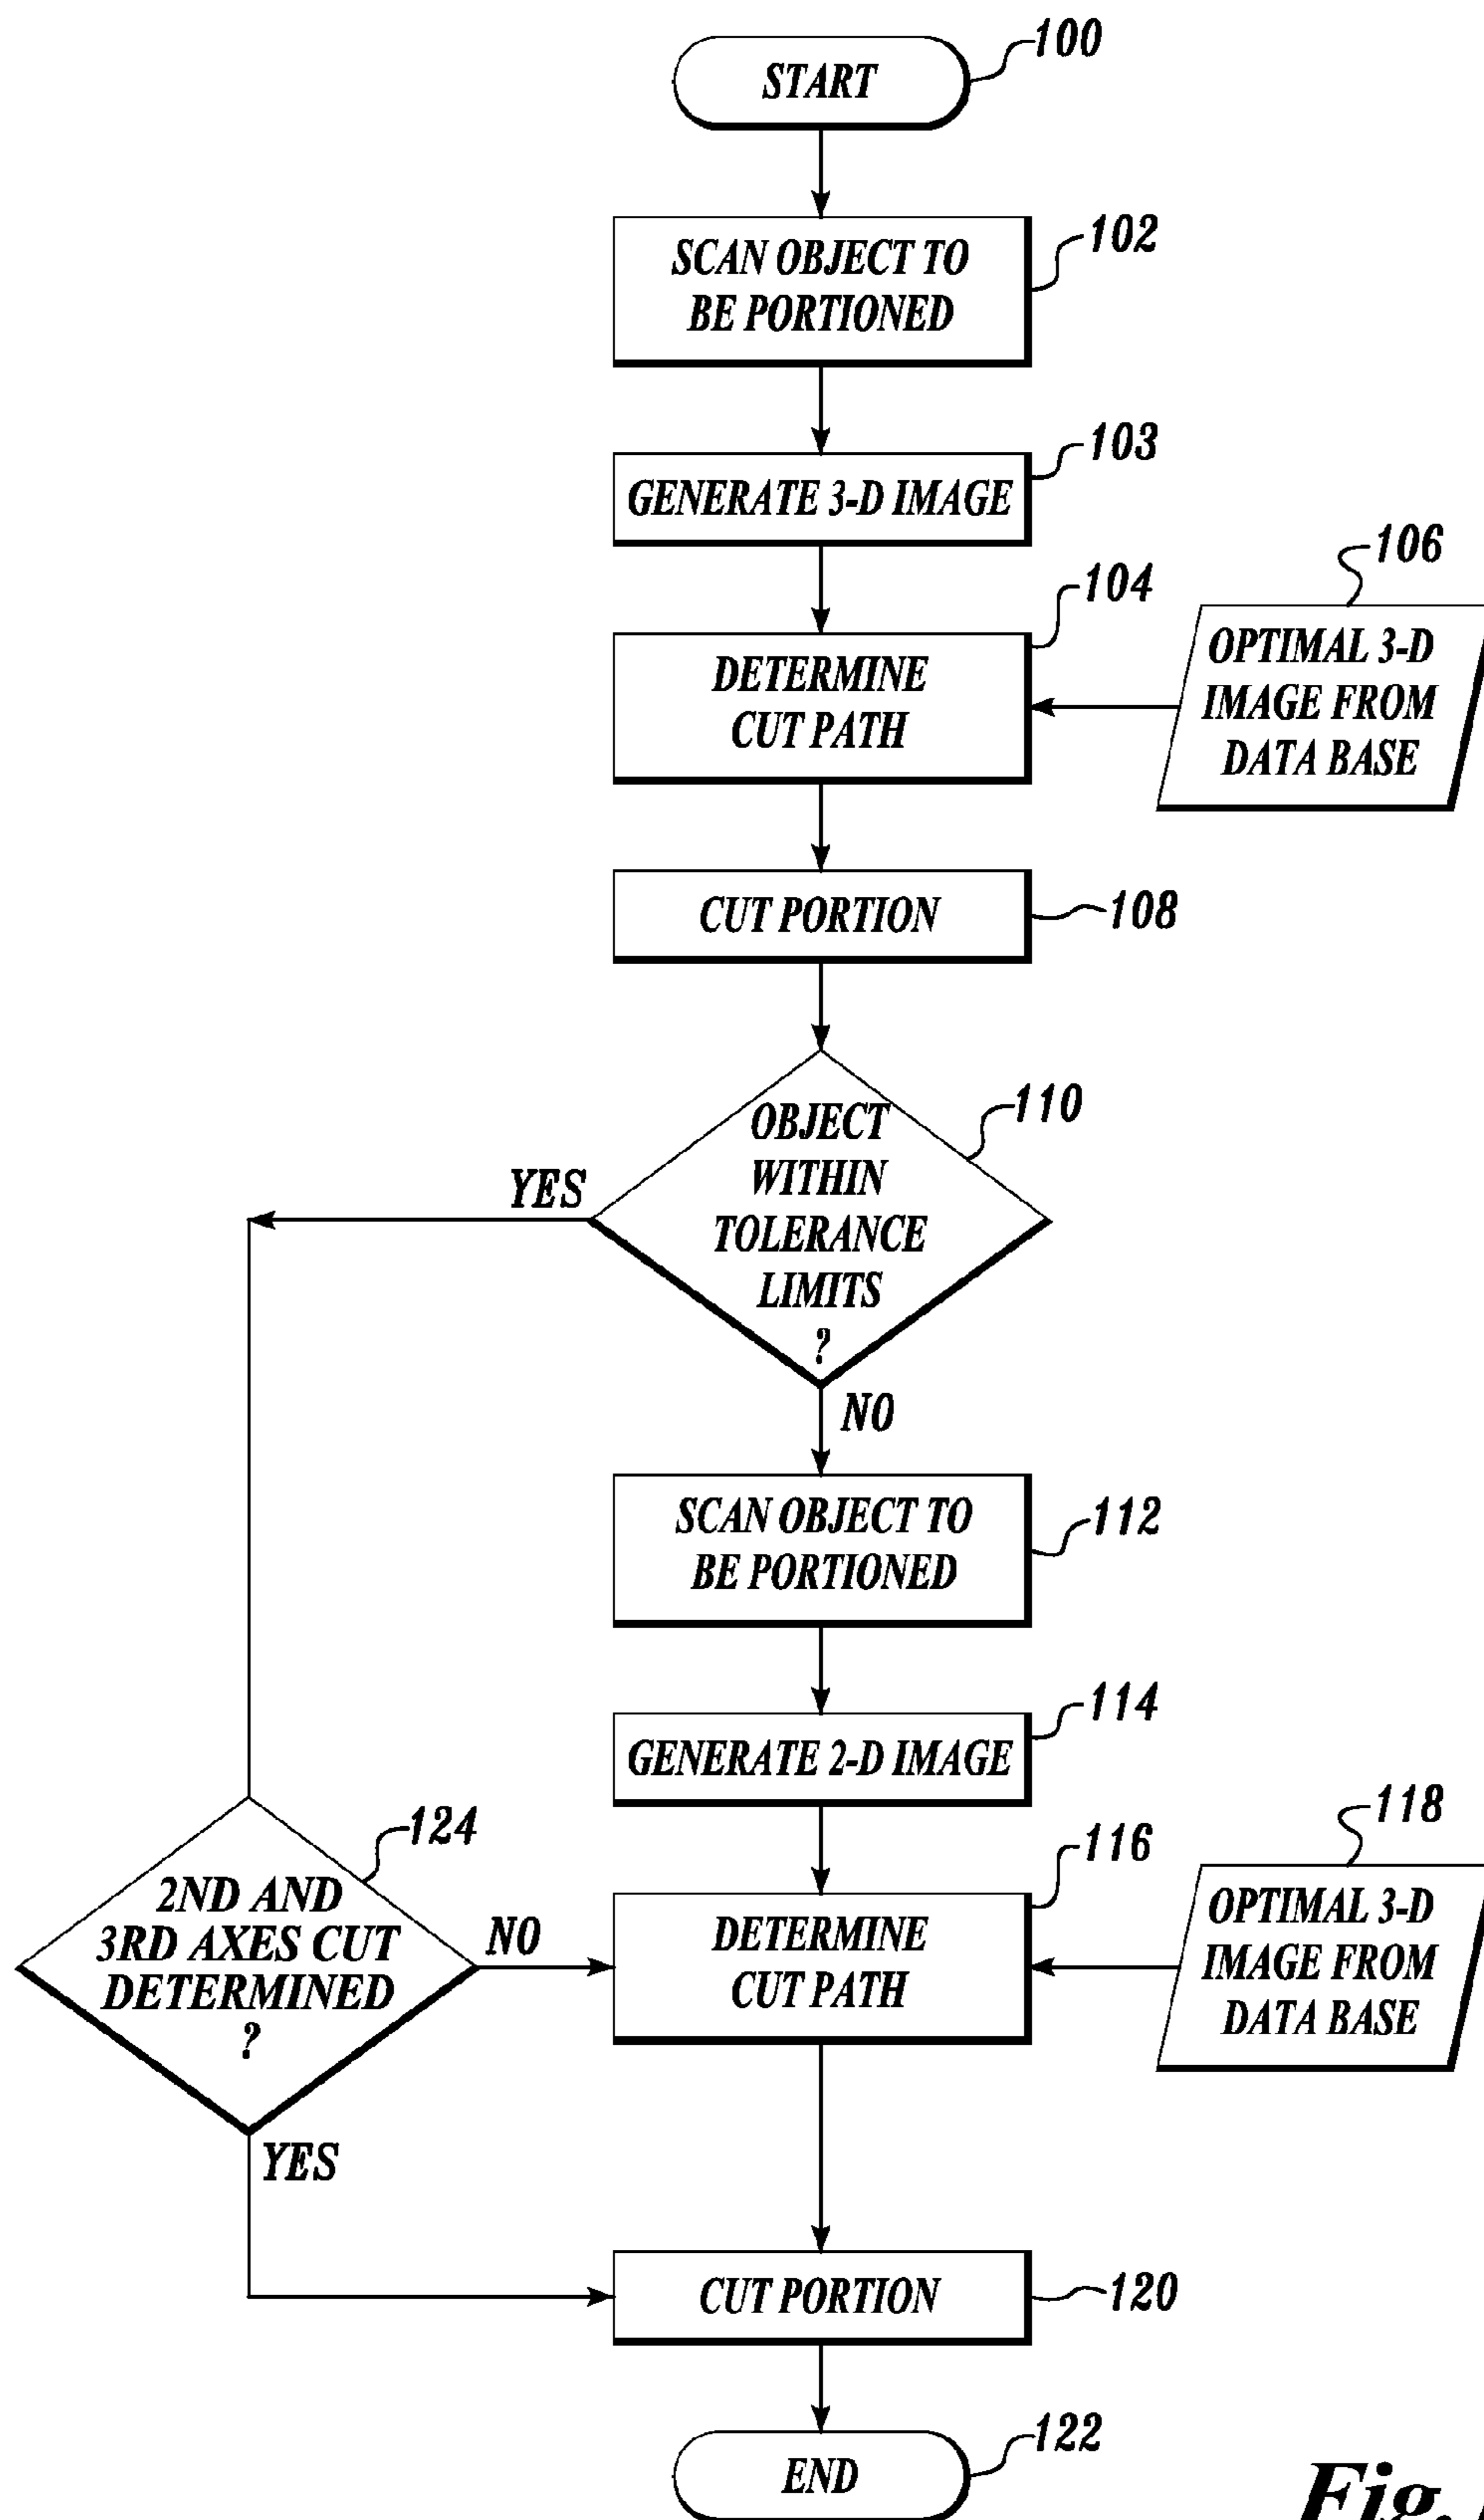 START
100
SCAN OBJECT TO
BE PORTIONED
102
GENERATE 3-D IMAGE
103
DETERMINE
CUT PATH
104
OPTIMAL 3-D
IMAGE FROM
DATA BASE
106
CUT PORTION
108
OBJECT
WITHIN
TOLERANCE
LIMITS
?
110
YES
NO
SCAN OBJECT TO
BE PORTIONED
112
GENERATE 2-D IMAGE
114
2ND AND
3RD AXES CUT
DETERMINED
?
124
NO
YES
DETERMINE
CUT PATH
116
OPTIMAL 3-D
IMAGE FROM
DATA BASE
118
CUT PORTION
120
END
122
Fig.